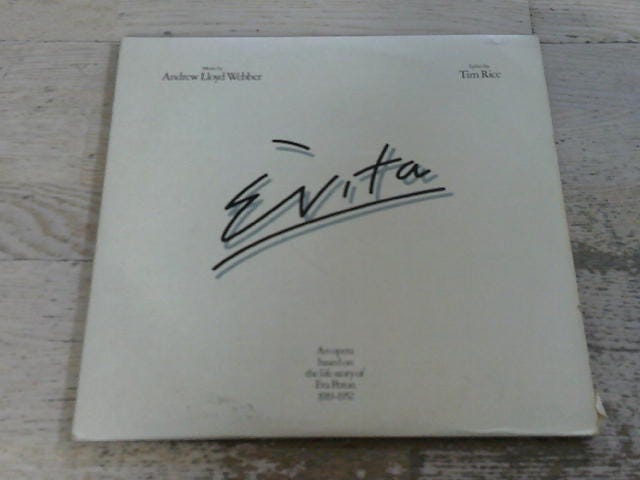 Music by
Andrew Lloyd Webber
Lyrics by
Tim Rice
Evita
An opera
based on
the life story of
Eva Peron
1919-1952